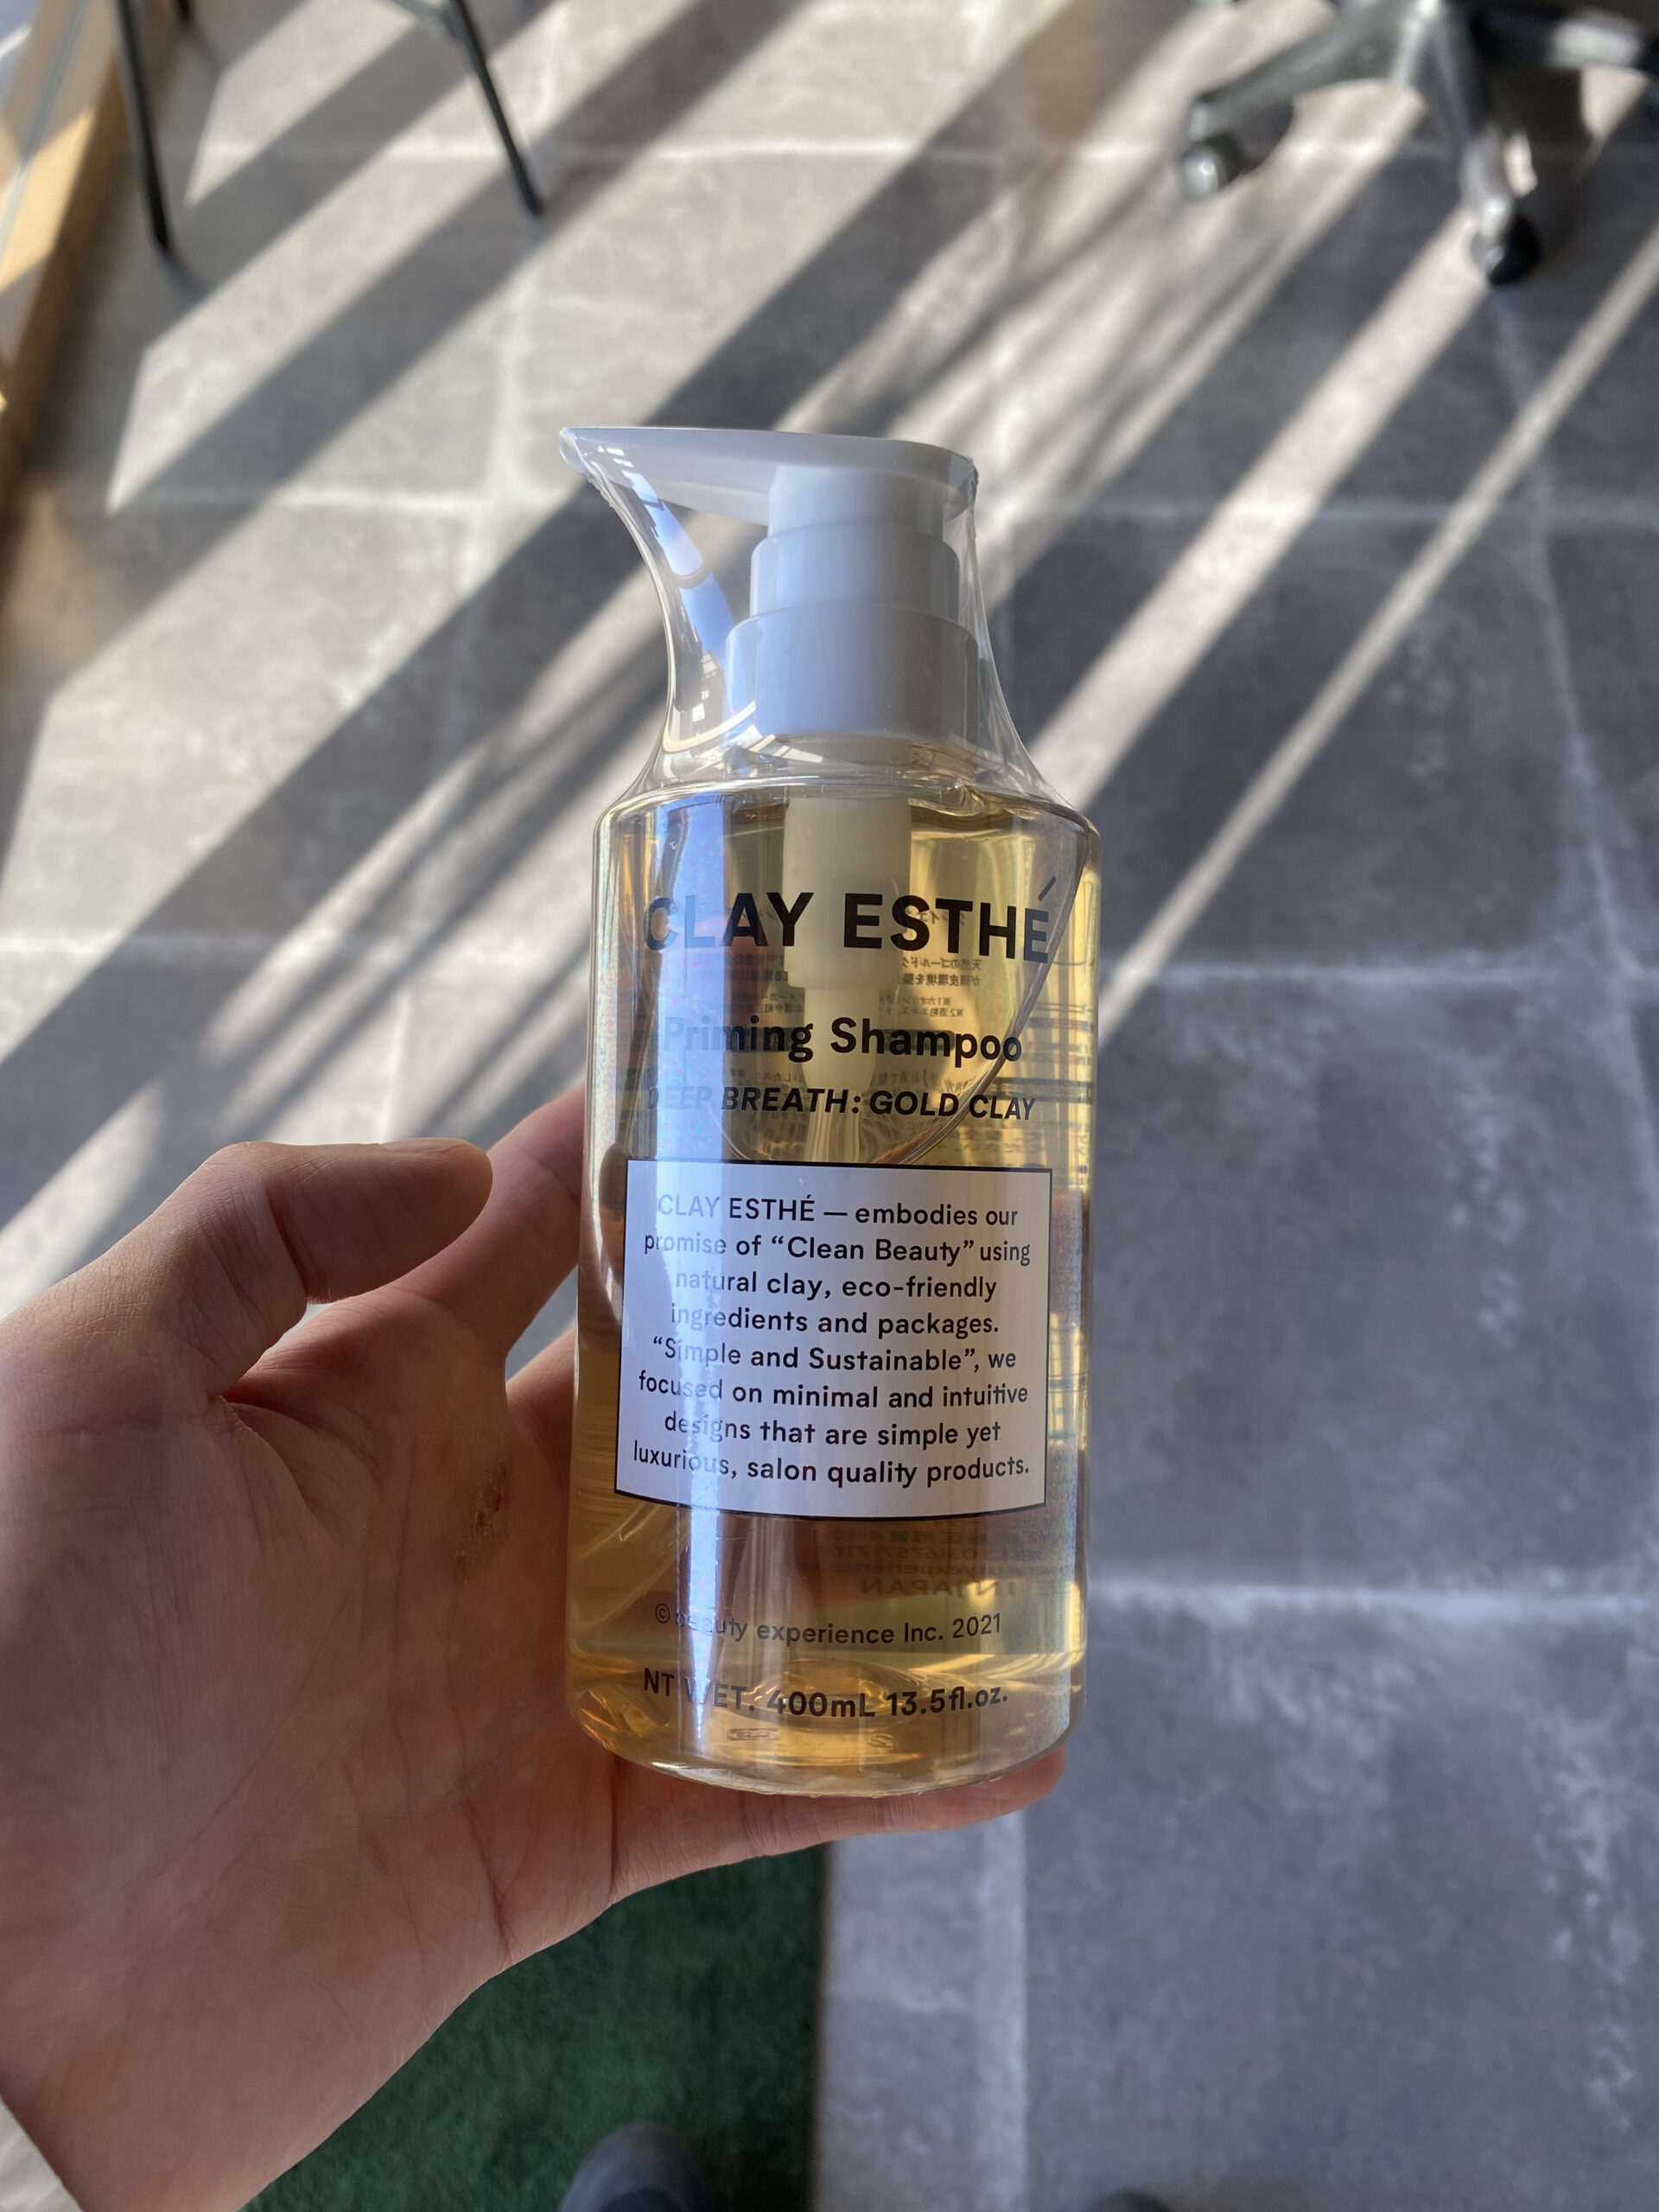 CLAY ESTHÉ
Priming Shampoo
DEEP BREATH: GOLD CLAY
CLAY ESTHÉ — embodies our
promise of “Clean Beauty” using
natural clay, eco-friendly
ingredients and packages.
“Simple and Sustainable”, we
focused on minimal and intuitive
designs that are simple yet
luxurious, salon quality products.
© beauty experience Inc. 2021
NT WET. 400mL 13.5fl.oz.